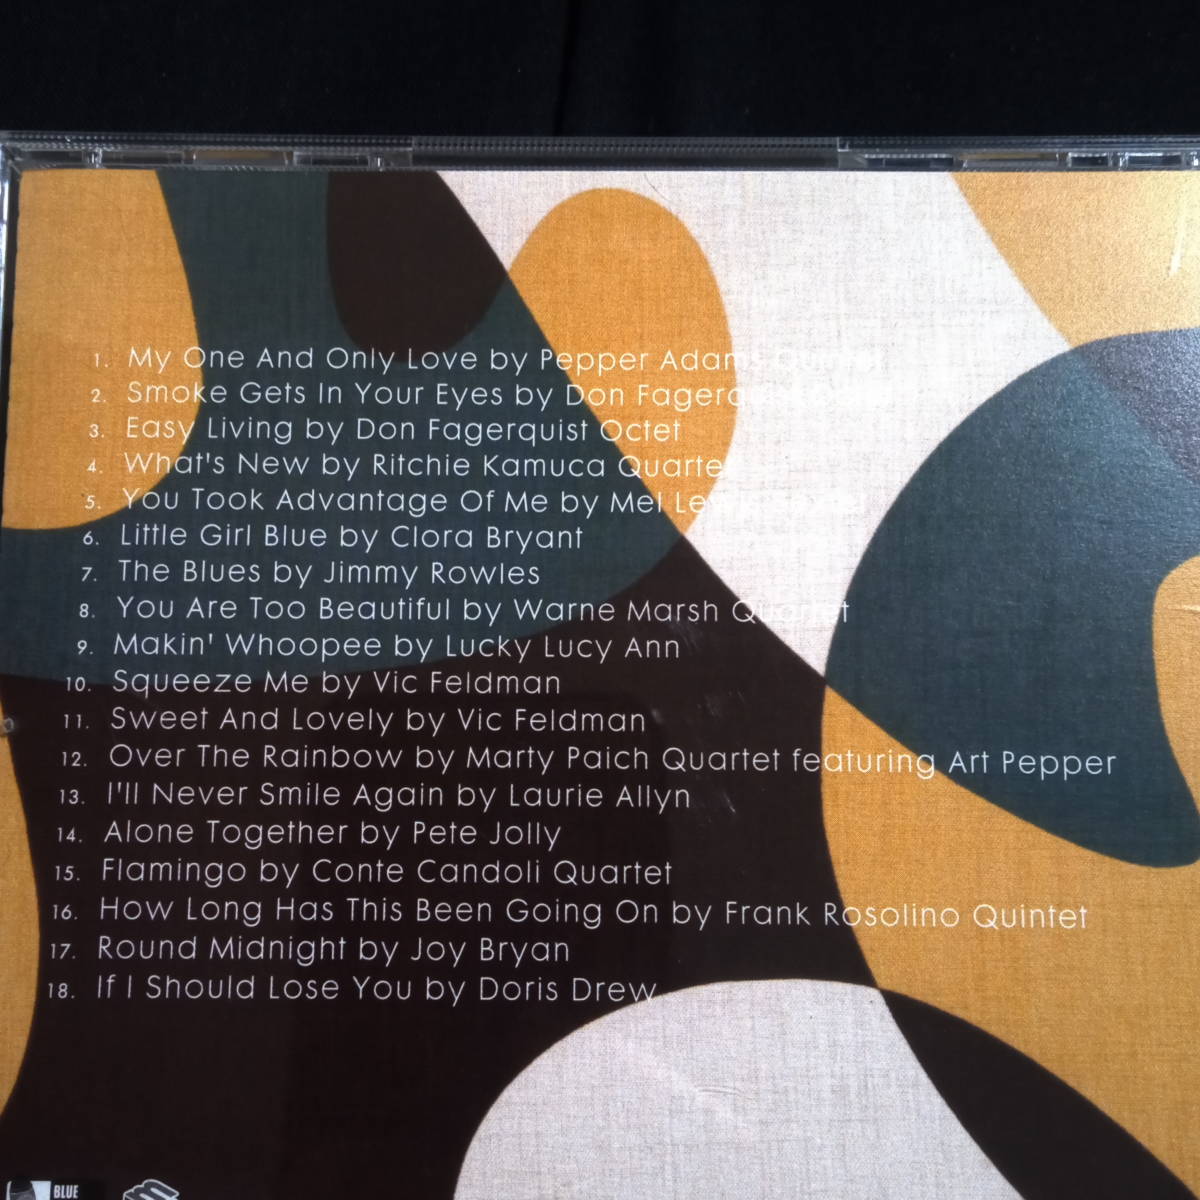 1. My One And Only Love by Pepper Adams Quintet
2. Smoke Gets In Your Eyes by Don Fagerquist
3. Easy Living by Don Fagerquist Octet
4. What's New by Ritchie Kamuca Quartet
5. You Took Advantage Of Me by Mel Lewis
6. Little Girl Blue by Clora Bryant
7. The Blues by Jimmy Rowles
8. You Are Too Beautiful by Warne Marsh Quartet
9. Makin' Whoopee by Lucky Lucy Ann
10. Squeeze Me by Vic Feldman
11. Sweet And Lovely by Vic Feldman
12. Over The Rainbow by Marty Paich Quartet featuring Art Pepper
13. I'll Never Smile Again by Laurie Allyn
14. Alone Together by Pete Jolly
15. Flamingo by Conte Candoli Quartet
16. How Long Has This Been Going On by Frank Rosolino Quintet
17. Round Midnight by Joy Bryan
18. If I Should Lose You by Doris Drew
BLUE